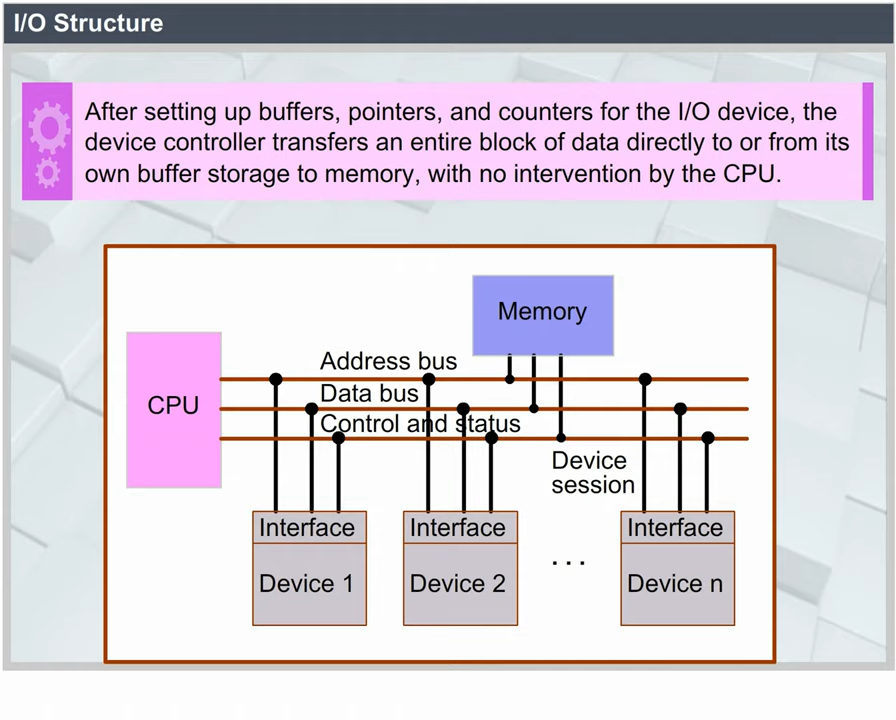 I/O Structure
After setting up buffers, pointers, and counters for the I/O device, the
device controller transfers an entire block of data directly to or from its
own buffer storage to memory, with no intervention by the CPU.
Memory
CPU
Address bus
Data bus
Control and status
Device
session
Interface
Interface
Interface
Device 1
Device 2
. . .
Device n